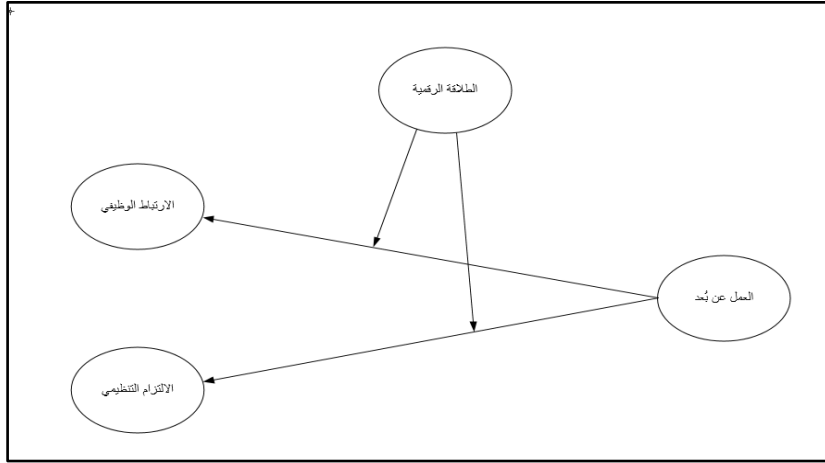 الطلاقة الرقمية
الارتباط الوظيفي
العمل عن بُعد
الالتزام التنظيمي